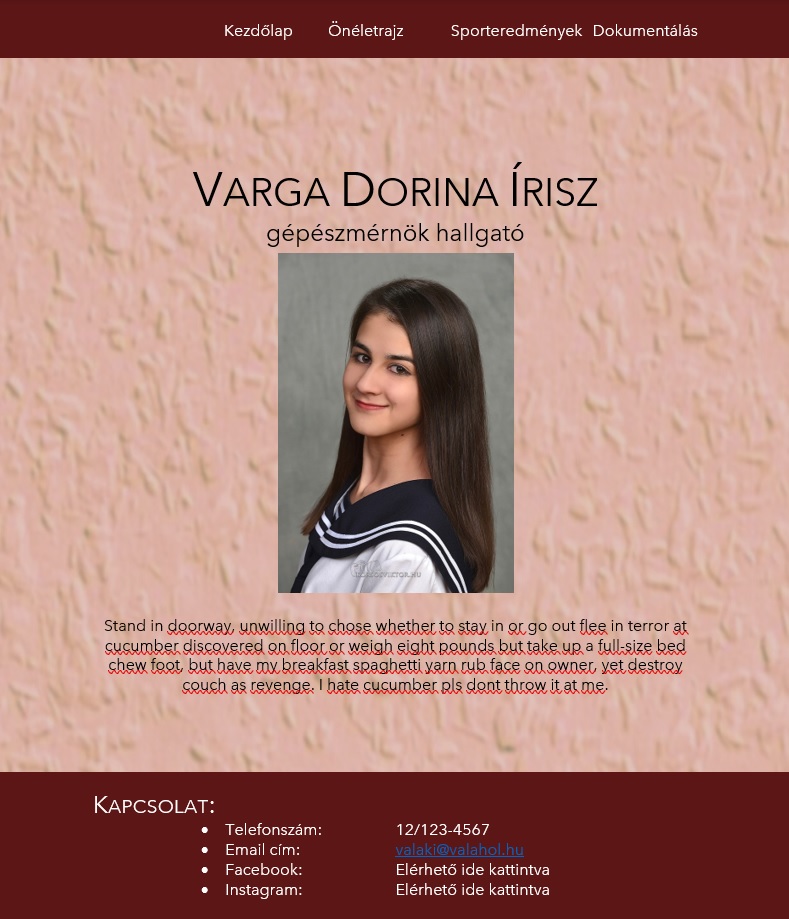 Kezdőlap Önéletrajz Sporteredmények Dokumentálás
VARGA DORINA ÍRISZ
gépészmérnök hallgató
Stand in doorway, unwilling to chose whether to stay in or go out flee in terror at
cucumber discovered on floor or weigh eight pounds but take up a full-size bed
chew foot, but have my breakfast spaghetti yarn rub face on owner, yet destroy
couch as revenge. I hate cucumber pls dont throw it at me.
KAPCSOLAT:
• Telefonszám: 12/123-4567
• Email cím: valaki@valahol.hu
• Facebook: Elérhető ide kattintva
• Instagram: Elérhető ide kattintva